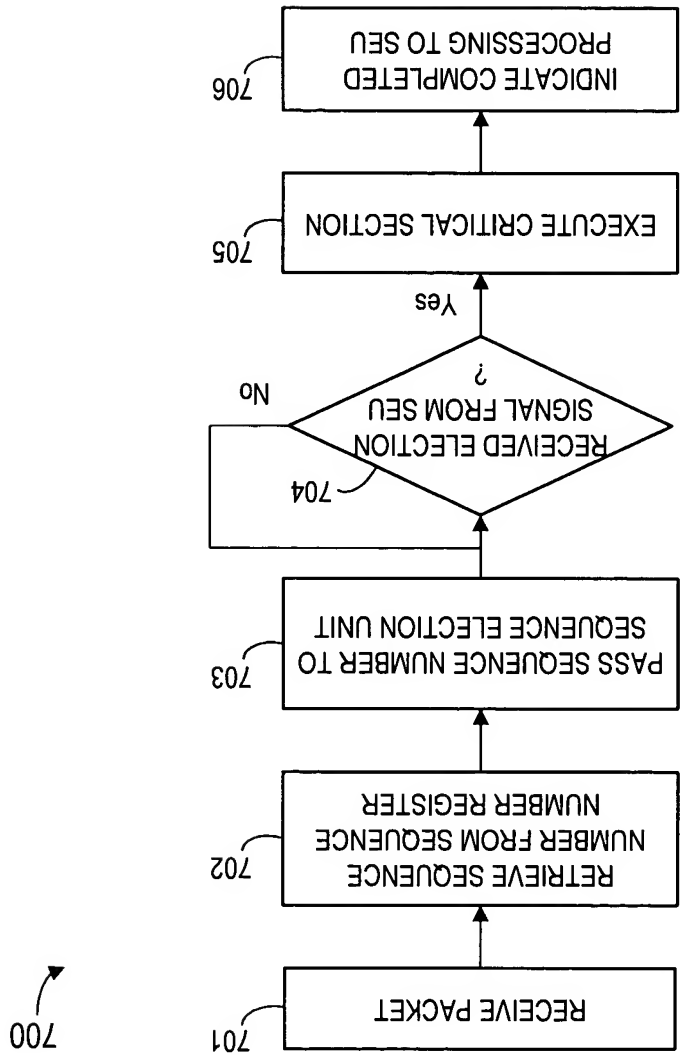 700
701
RECEIVE PACKET
702
RETRIEVE SEQUENCE
NUMBER FROM SEQUENCE
NUMBER REGISTER
703
PASS SEQUENCE NUMBER TO
SEQUENCE ELECTION UNIT
704
RECEIVED ELECTION
SIGNAL FROM SEU
?
No
Yes
705
EXECUTE CRITICAL SECTION
706
INDICATE COMPLETED
PROCESSING TO SEU